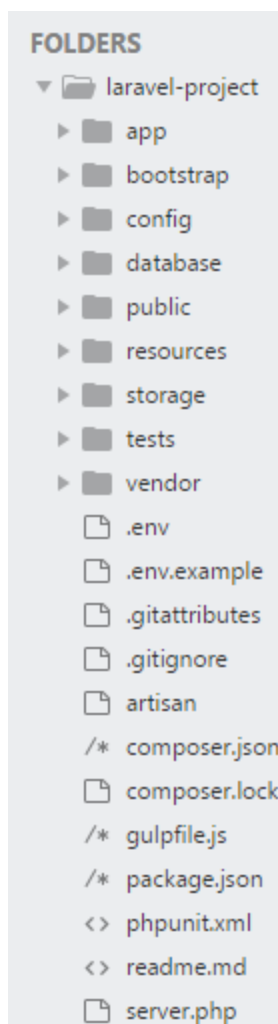 FOLDERS
laravel-project
app
bootstrap
config
database
public
resources
storage
tests
vendor
.env
.env.example
.gitattributes
.gitignore
artisan
/* composer.json
composer.lock
/* gulpfile.js
/* package.json
<> phpunit.xml
<> readme.md
server.php